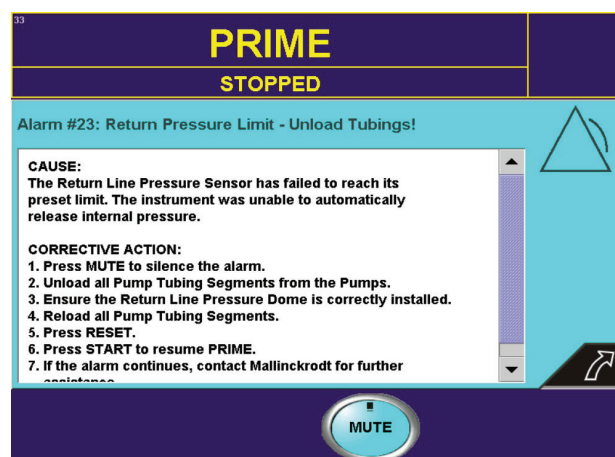 33
PRIME
STOPPED
Alarm #23: Return Pressure Limit - Unload Tubings!
CAUSE:
The Return Line Pressure Sensor has failed to reach its
preset limit. The instrument was unable to automatically
release internal pressure.
CORRECTIVE ACTION:
1. Press MUTE to silence the alarm.
2. Unload all Pump Tubing Segments from the Pumps.
3. Ensure the Return Line Pressure Dome is correctly installed.
4. Reload all Pump Tubing Segments.
5. Press RESET.
6. Press START to resume PRIME.
7. If the alarm continues, contact Mallinckrodt for further
assistance
MUTE